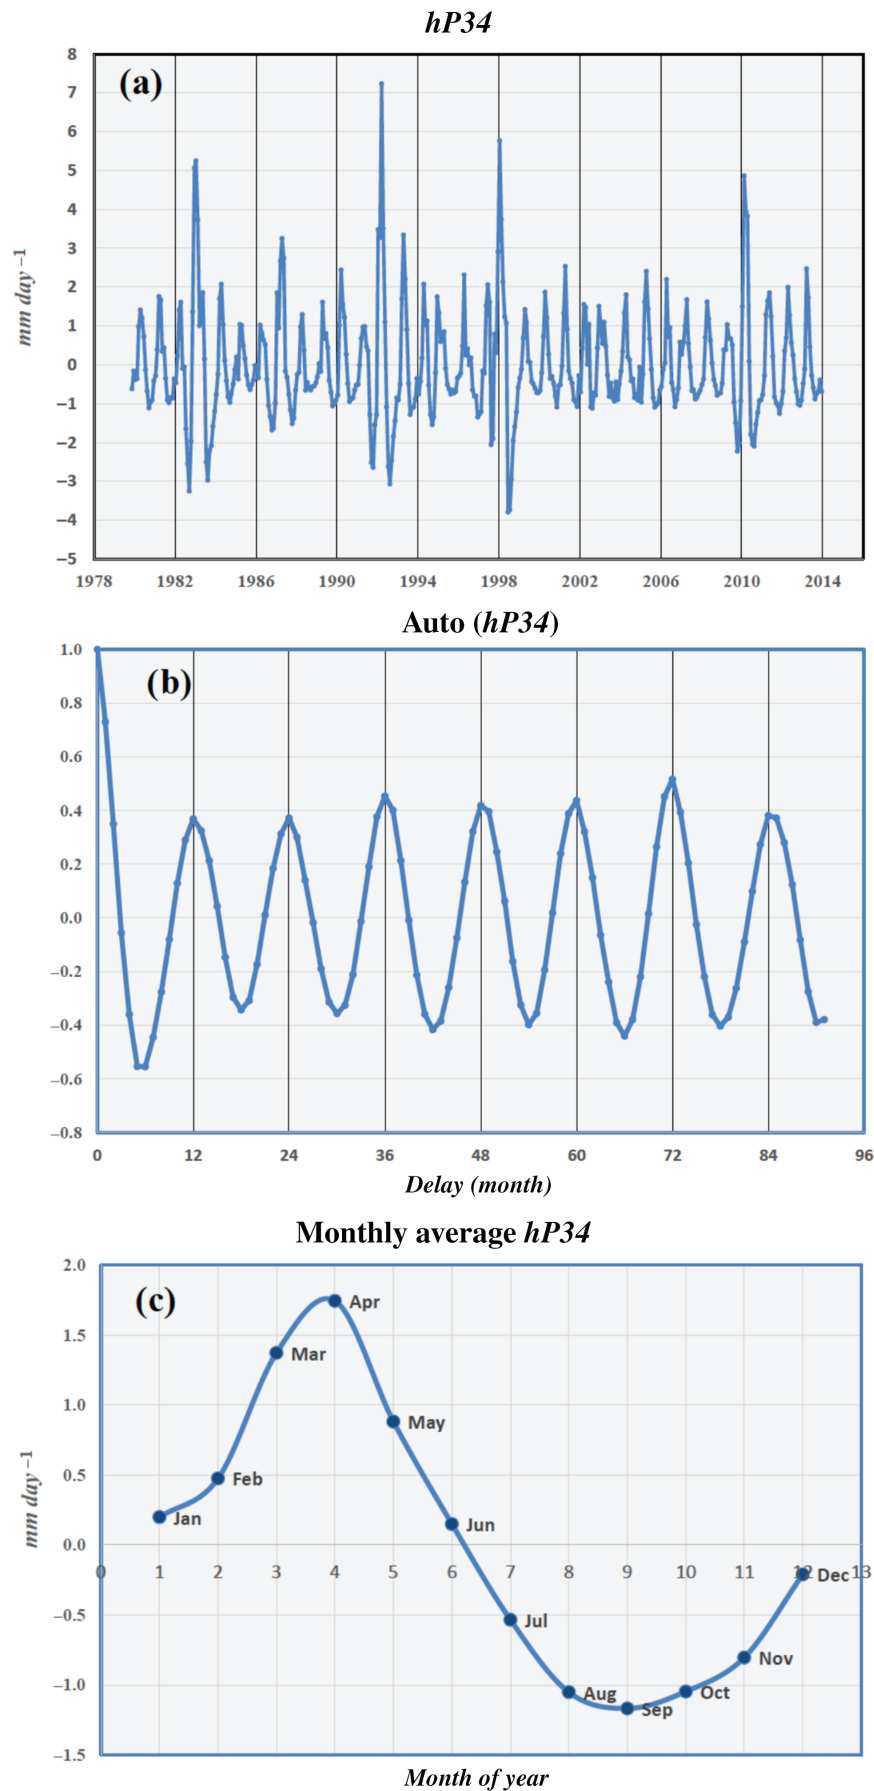 hP34
(a)
8
7
6
5
4
3
2
1
0
−1
−2
−3
−4
−5
mm day−1
1978 1982 1986 1990 1994 1998 2002 2006 2010 2014
Auto (hP34)
(b)
1.0
0.8
0.6
0.4
0.2
0.0
−0.2
−0.4
−0.6
−0.8
0 12 24 36 48 60 72 84 96
Delay (month)
Monthly average hP34
(c)
2.0
1.5
1.0
0.5
0.0
−0.5
−1.0
−1.5
mm day−1
Apr
Mar
May
Feb
Jan
Jun
0 1 2 3 4 5 6 7 8 9 10 11 12 13
Dec
Jul
Nov
Aug
Oct
Sep
Month of year